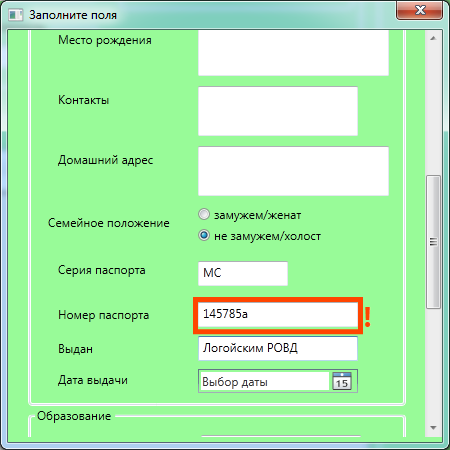 Заполните поля
Место рождения
Контакты
Домашний адрес
Семейное положение
замужем/женат
не замужем/холост
Серия паспорта
МС
Номер паспорта
145785а
!
Выдан
Логойским РОВД
Дата выдачи
Выбор даты
15
Образование